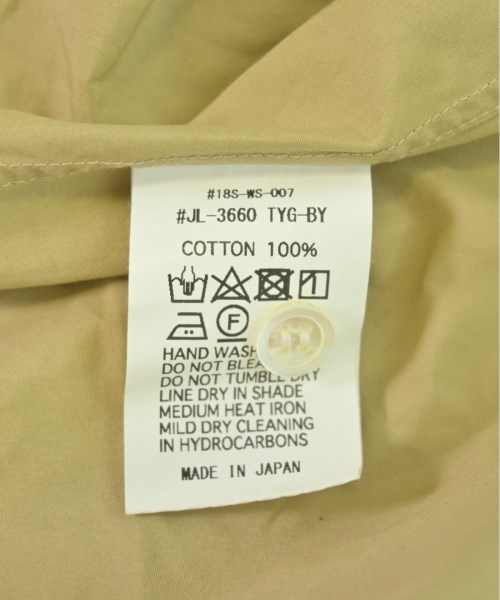 #18S-WS-007
#JL-3660 TYG-BY
COTTON 100%
F
HAND WASH
DO NOT
DO NOT TUMBLE DRY
LINE DRY IN SHADE
MEDIUM HEAT IRON
MILD DRY CLEANING
IN HYDROCARBONS
MADE IN JAPAN